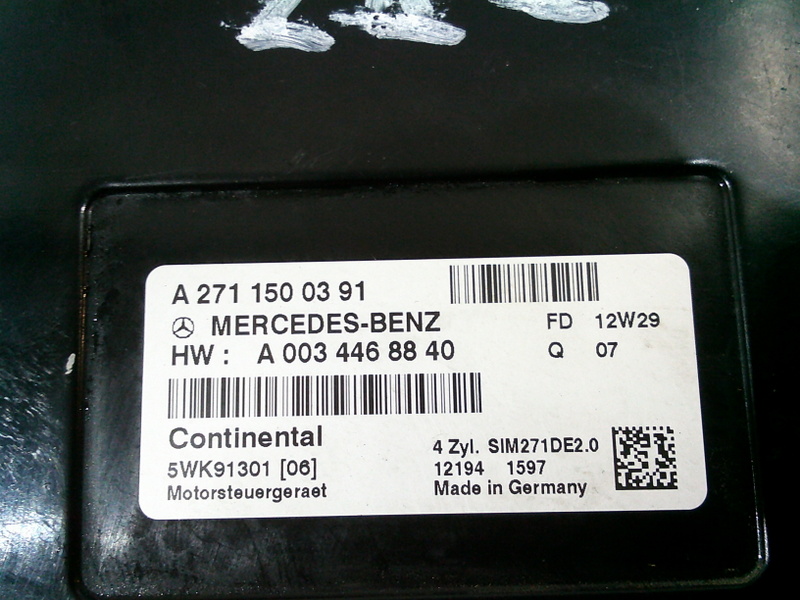 A 271 150 03 91
MERCEDES-BENZ FD 12W29
HW : A 003 446 88 40 Q 07
Continental
4 Zyl. SIM271DE2.0
5WK91301 [06] 12194 1597
Motorsteuergeraet Made in Germany